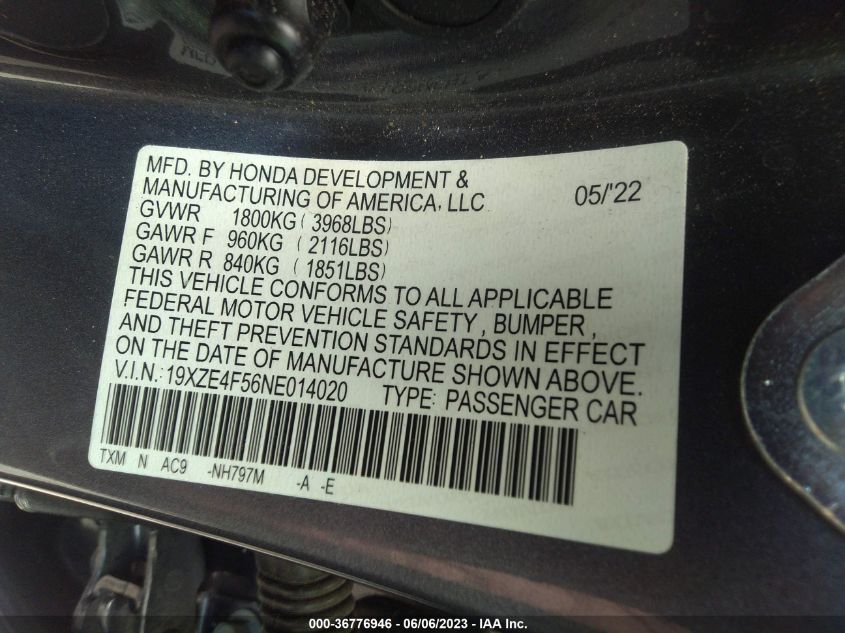 MFD. BY HONDA DEVELOPMENT &
MANUFACTURING OF AMERICA, LLC 05/'22
GVWR 1800KG ( 3968LBS)
GAWR F 960KG ( 2116LBS)
GAWR R 840KG ( 1851LBS)
THIS VEHICLE CONFORMS TO ALL APPLICABLE
FEDERAL MOTOR VEHICLE SAFETY, BUMPER,
AND THEFT PREVENTION STANDARDS IN EFFECT
ON THE DATE OF MANUFACTURE SHOWN ABOVE.
V.I.N.: 19XZE4F56NE014020 TYPE: PASSENGER CAR
TXM N AC9 -NH797M -A -E
000-36776946 / 06/06/2023 - IAA Inc.